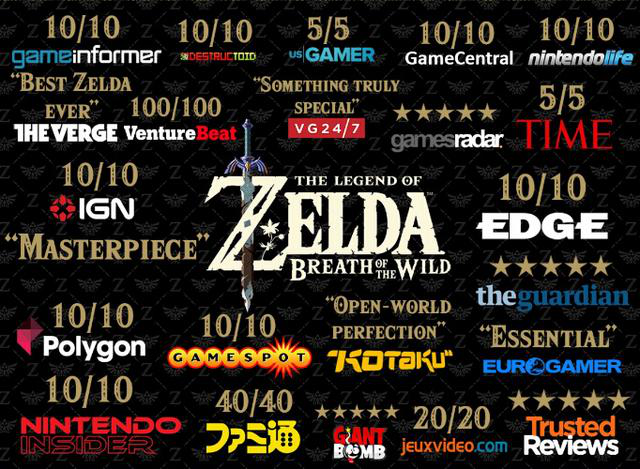 10/10
gameinformer
10/10
DESTRUCTOID
5/5
US GAMER
10/10
GameCentral
10/10
nintendolife
"BEST ZELDA
EVER"
THE VERGE
100/100
VentureBeat
"SOMETHING TRULY
SPECIAL"
VG24/7
★★★★★
gamesradar
5/5
TIME
10/10
IGN
"MASTERPIECE"
THE LEGEND OF
ZELDA
BREATH OF THE WILD
10/10
EDGE
★★★★★
theguardian
10/10
Polygon
10/10
GAMESPOT
"OPEN-WORLD
PERFECTION"
"KOTAKU"
"ESSENTIAL"
EUROGAMER
10/10
NINTENDO
INSIDER
40/40
ファミ通
★★★★★
GIANT
BOMB
20/20
jeuxvideo.com
★★★★★
Trusted
Reviews